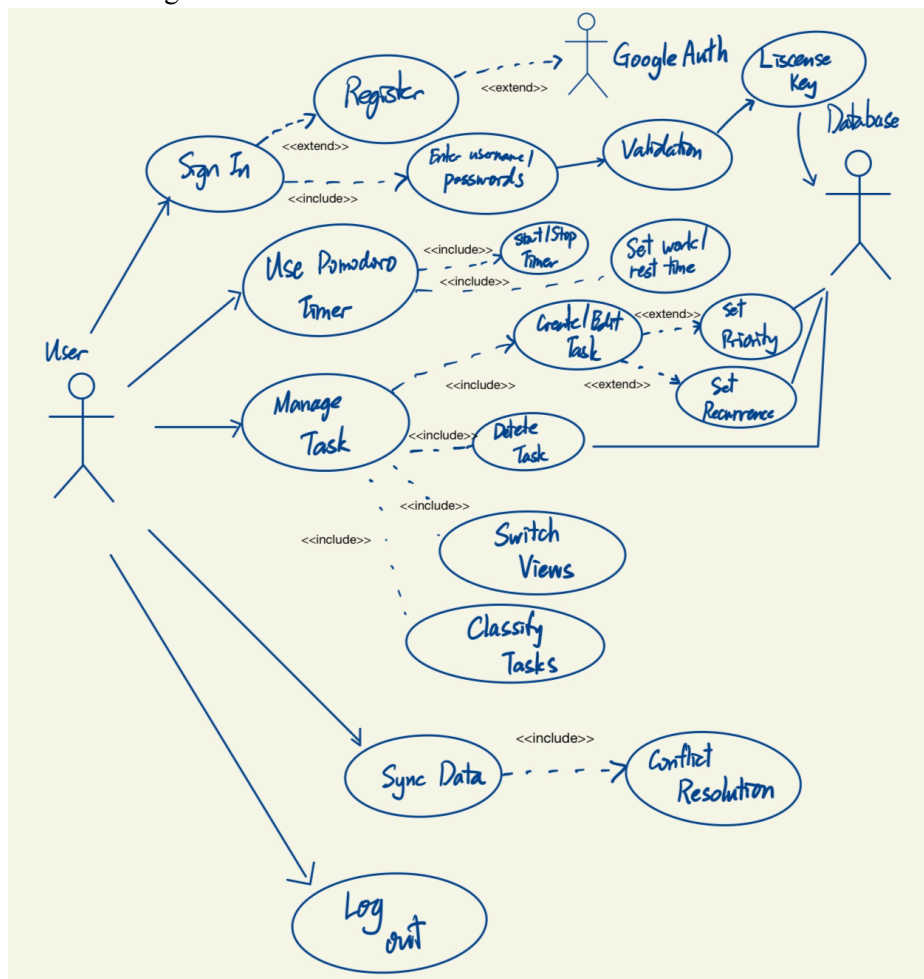 Google Auth
Liscense
Key
Register
<<extend>>
Database
Sign In
<<extend>>
Enter username/
passwords
Validation
<<include>>
Use Pomodoro
Timer
<<include>>
Start/Stop
Timer
<<include>>
Set work/
rest time
User
Create/Edit
Task
<<extend>>
Set
Priority
<<include>>
<<extend>>
Set
Recurrence
Manage
Task
<<include>>
Delete
Task
<<include>>
<<include>>
Switch
Views
Classify
Tasks
Sync Data
<<include>>
Conflict
Resolution
Log
out